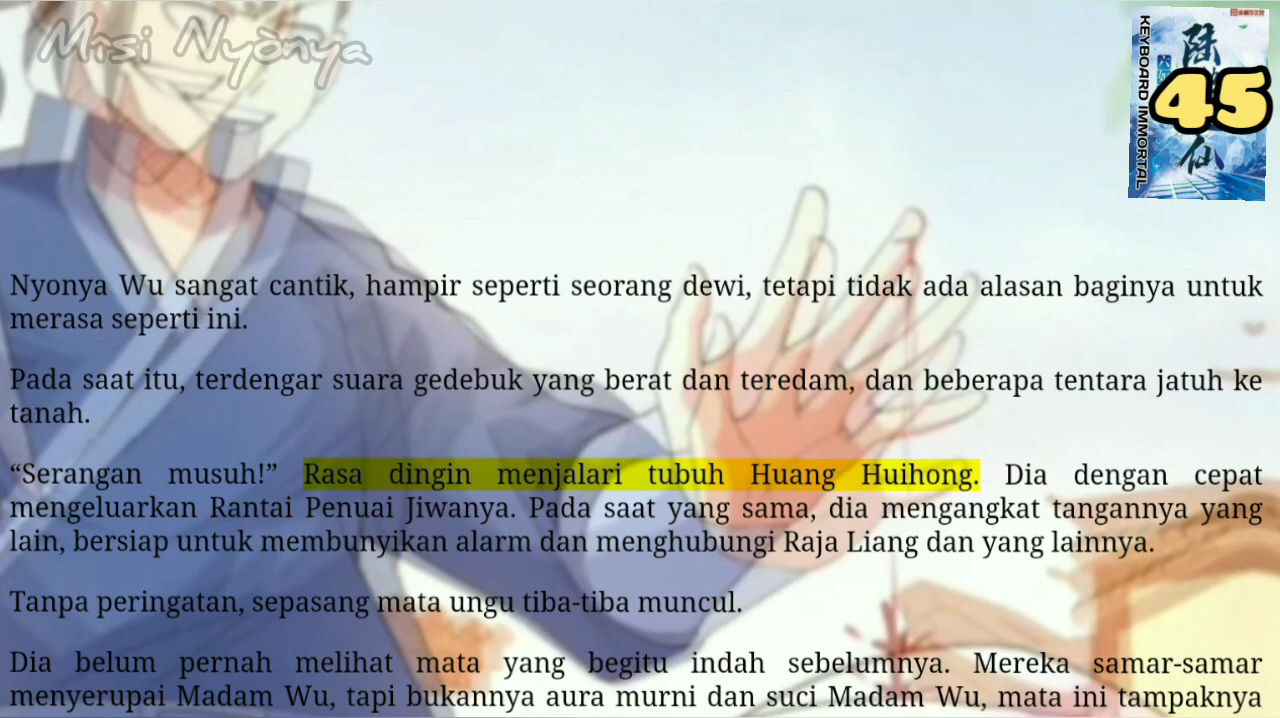 Misi Nyonya
KEYBOARD IMMORTAL
45
Nyonya Wu sangat cantik, hampir seperti seorang dewi, tetapi tidak ada alasan baginya untuk
merasa seperti ini.
Pada saat itu, terdengar suara gedebuk yang berat dan teredam, dan beberapa tentara jatuh ke
tanah.
“Serangan musuh!” Rasa dingin menjalari tubuh Huang Huihong. Dia dengan cepat
mengeluarkan Rantai Penuai Jiwanya. Pada saat yang sama, dia mengangkat tangannya yang
lain, bersiap untuk membunyikan alarm dan menghubungi Raja Liang dan yang lainnya.
Tanpa peringatan, sepasang mata ungu tiba-tiba muncul.
Dia belum pernah melihat mata yang begitu indah sebelumnya. Mereka samar-samar
menyerupai Madam Wu, tapi bukannya aura murni dan suci Madam Wu, mata ini tampaknya